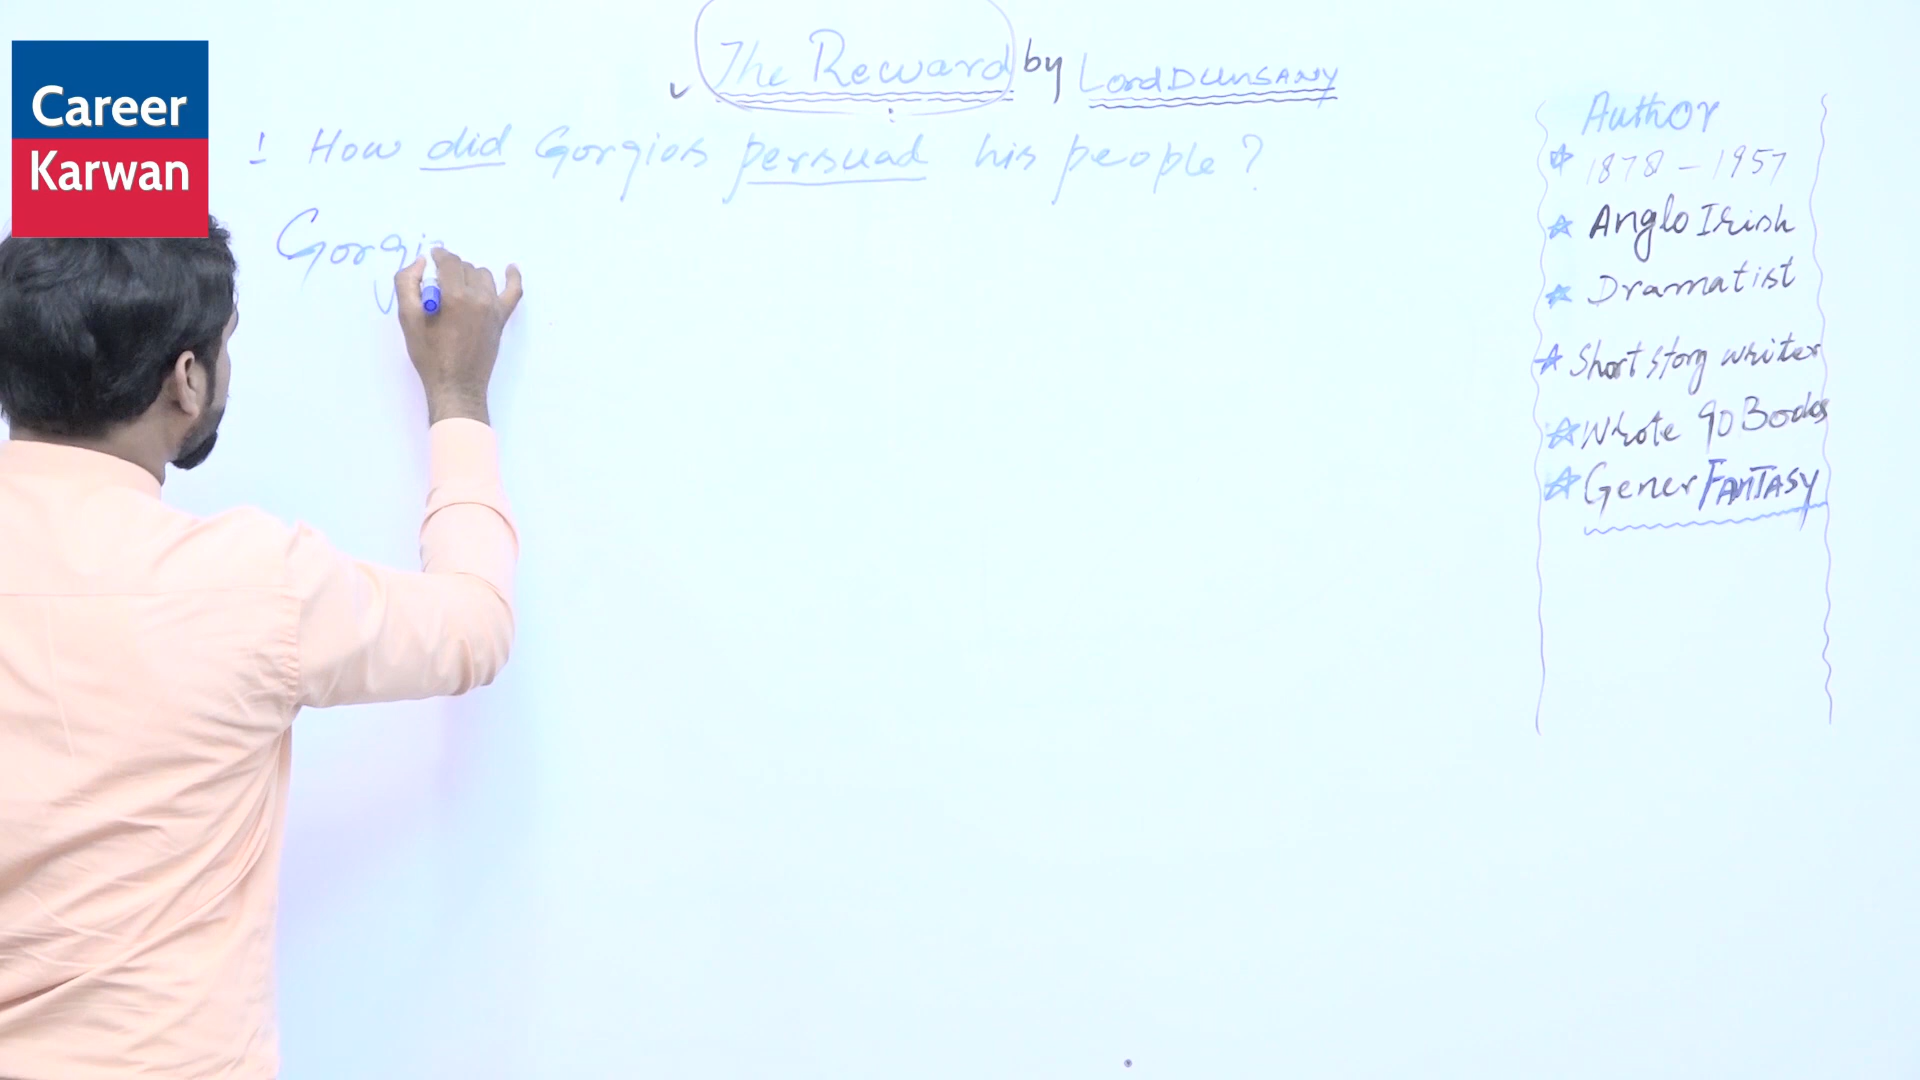 Career
Karwan
The Reward by Lord DUNSANY
1 How did Gorgios persuad his people?
Gorgi
Author
1878 - 1957
Anglo Irish
Dramatist
Short story writer
Wrote 90 Books
Gener FANTASY